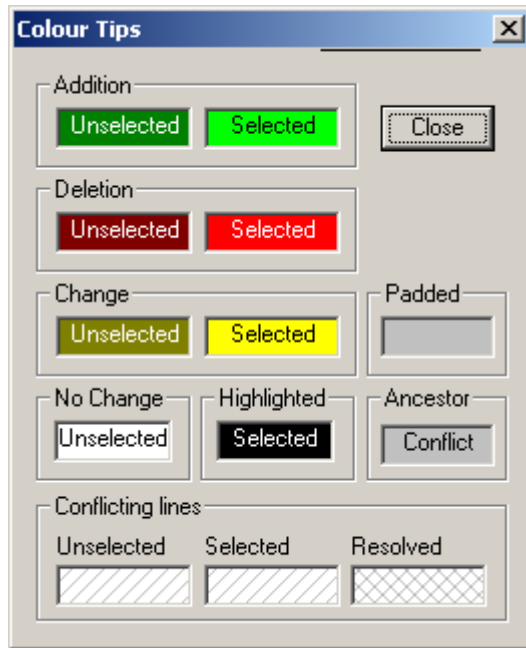 Colour Tips
Addition
Unselected Selected
Close
Deletion
Unselected Selected
Change
Unselected Selected
Padded
No Change
Unselected
Highlighted
Selected
Ancestor
Conflict
Conflicting lines
Unselected Selected Resolved